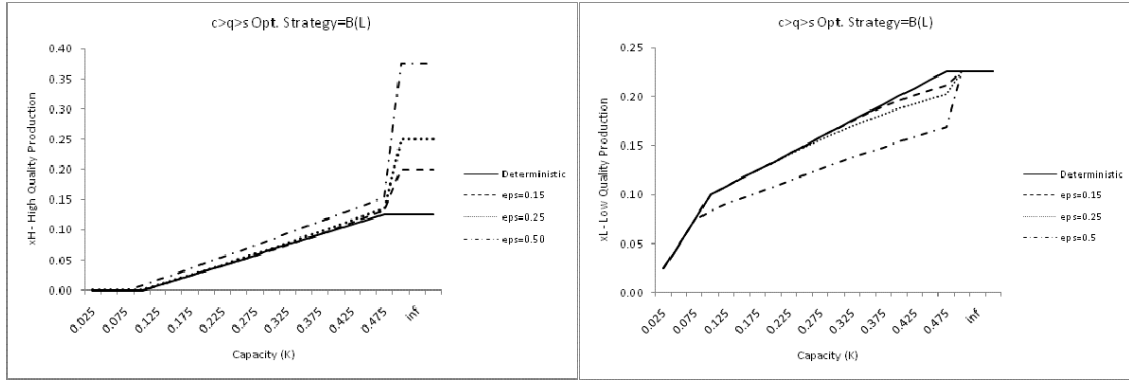 c>q>s Opt. Strategy=B(L)
0.40
0.35
0.30
0.25
0.20
0.15
0.10
0.05
0.00
xH - High Quality Production
0.025
0.075
0.125
0.175
0.225
0.275
0.325
0.375
0.425
0.475
inf
Capacity (K)
Deterministic
eps=0.15
eps=0.25
eps=0.50
c>q>s Opt. Strategy=B(L)
0.25
0.20
0.15
0.10
0.05
0.00
xL - Low Quality Production
0.025
0.075
0.125
0.175
0.225
0.275
0.325
0.375
0.425
0.475
inf
Capacity (K)
Deterministic
eps=0.15
eps=0.25
eps=0.5